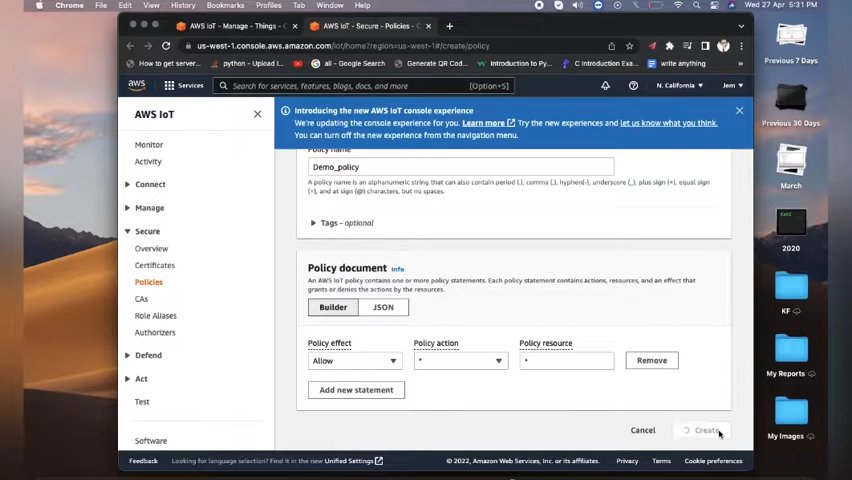 Chrome File Edit View History Bookmarks Profiles Tab Window Help
Wed 27 Apr 5:31 PM
AWS IoT - Manage - Things - C
AWS IoT - Secure - Policies - C
us-west-1.console.aws.amazon.com/iot/home?region=us-west-1#/create/policy
How to create serve...
python - Upload i...
all - Google Search
Generate QR Cod...
Introduction to Py...
C Introduction Exa...
write anything
aws
Services
Search for services, features, blogs, docs, and more
[Option+S]
N. California
Jem
AWS IoT
Monitor
Activity
Connect
Manage
Secure
Overview
Certificates
Policies
CAs
Role Aliases
Authorizers
Defend
Act
Test
Software
Introducing the new AWS IoT console experience
We're updating the console experience for you. Learn more Try the new experiences and let us know what you think.
You can turn off the new experience from the navigation menu.
Policy name
Demo_policy
A policy name is an alphanumeric string that can also contain period (.), comma (,), hyphen(-), underscore (_), plus sign (+), equal sign
(=), and at sign (@) characters, but no spaces.
Tags - optional
Policy document Info
An AWS IoT policy contains one or more policy statements. Each policy statement contains actions, resources, and an effect that
grants or denies the actions by the resources.
Builder JSON
Policy effect Policy action Policy resource
Allow * * Remove
Add new statement
Cancel Create
Feedback Looking for language selection? Find it in the new Unified Settings
© 2022, Amazon Web Services, Inc. or its affiliates. Privacy Terms Cookie preferences
Previous 7 Days
Previous 30 Days
March
exec
2020
KF
My Reports
My Images